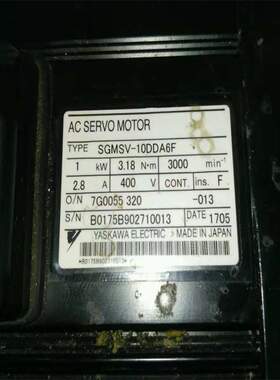 AC SERVO MOTOR
TYPE SGMSV-10DDA6F
1 kW 3.18 N·m 3000 min⁻¹
2.8 A 400 V CONT. ins. F
O/N 7G0055 320 -013
S/N B0175B902710013 DATE 1705
YASKAWA ELECTRIC MADE IN JAPAN